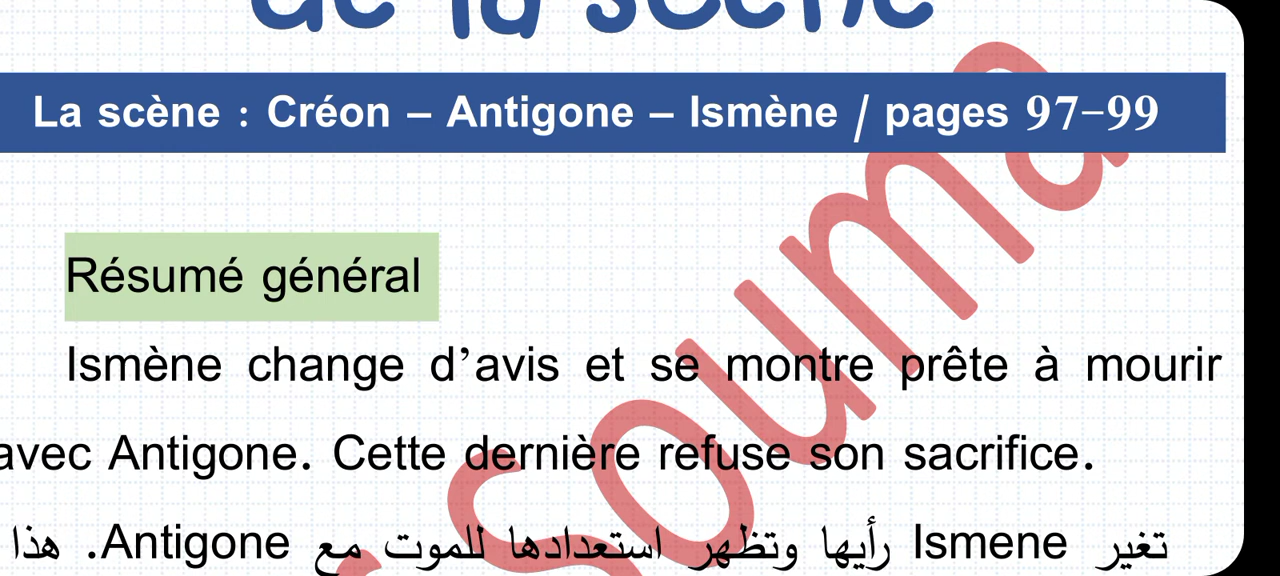 de la scène
La scène : Créon – Antigone – Ismène / pages 97–99
Résumé général
Ismène change d’avis et se montre prête à mourir
avec Antigone. Cette dernière refuse son sacrifice.
تغير Ismene رأيها وتظهر استعدادها للموت مع Antigone. هذا
Souma